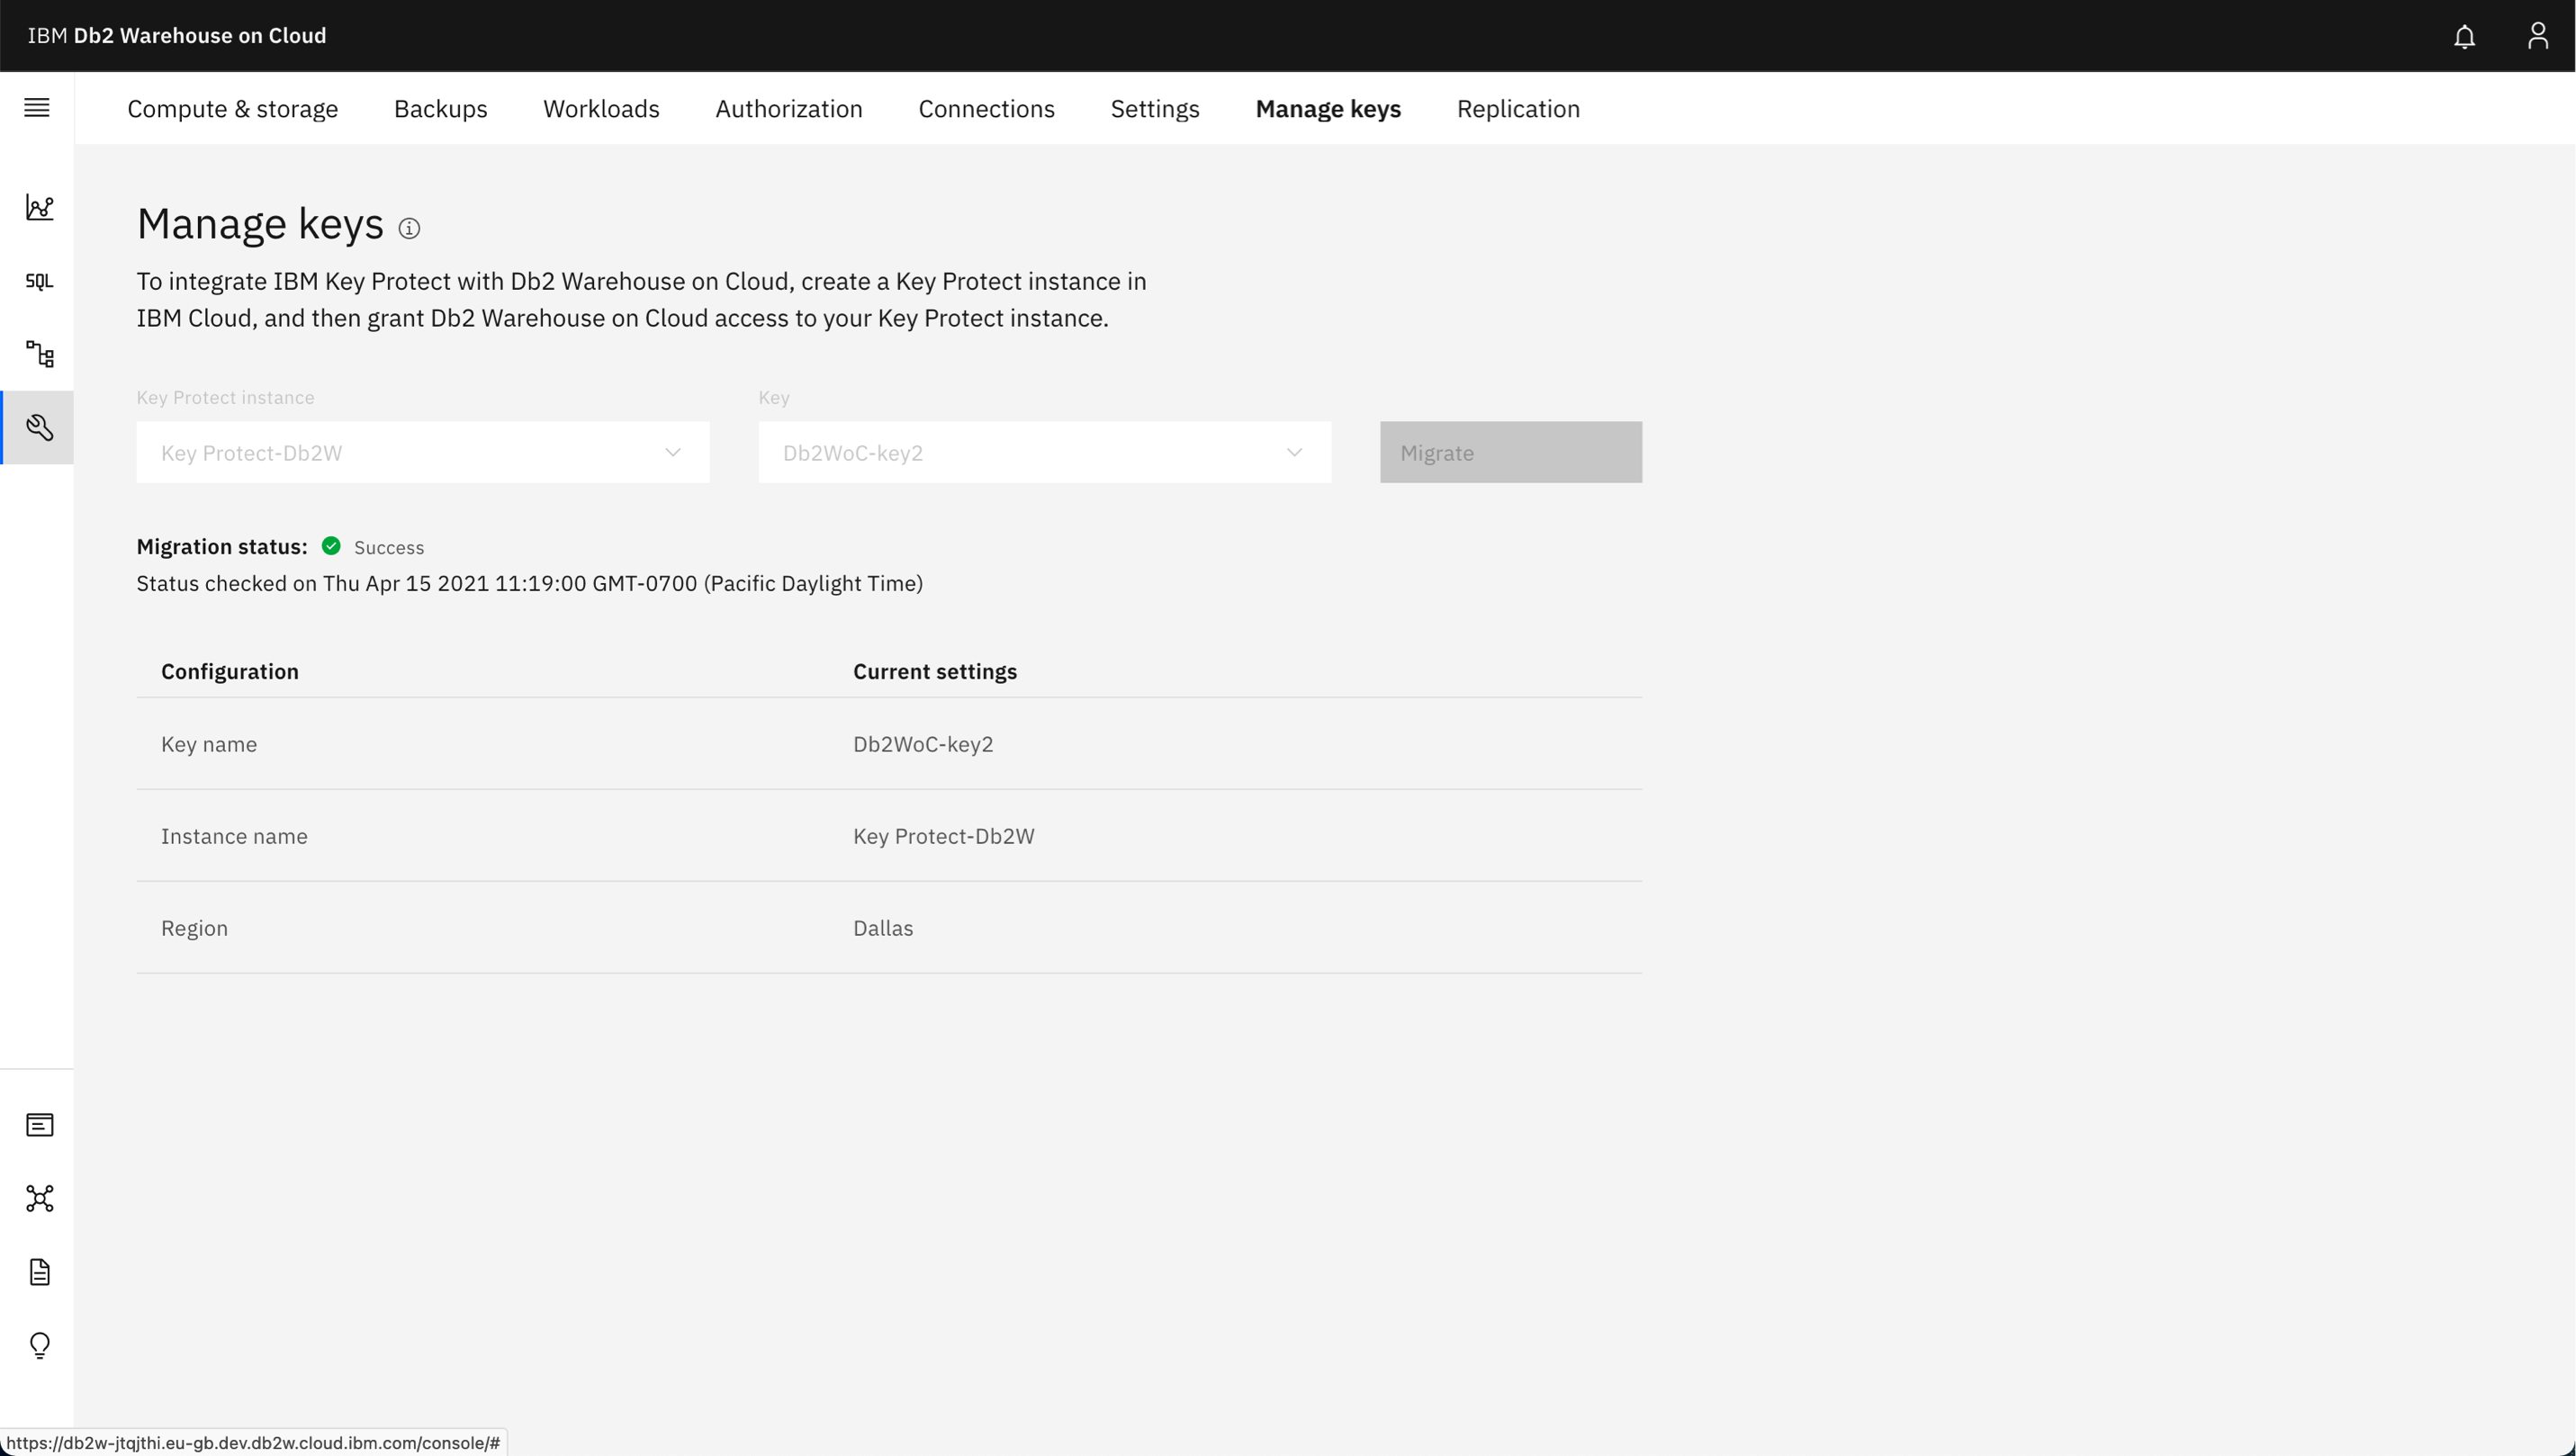 IBM Db2 Warehouse on Cloud
Compute & storage Backups Workloads Authorization Connections Settings Manage keys Replication
SQL
Manage keys
To integrate IBM Key Protect with Db2 Warehouse on Cloud, create a Key Protect instance in
IBM Cloud, and then grant Db2 Warehouse on Cloud access to your Key Protect instance.
Key Protect instance Key
Key Protect-Db2W Db2WoC-key2 Migrate
Migration status: Success
Status checked on Thu Apr 15 2021 11:19:00 GMT-0700 (Pacific Daylight Time)
Configuration Current settings
Key name Db2WoC-key2
Instance name Key Protect-Db2W
Region Dallas
https://db2w-jtqjthi.eu-gb.dev.db2w.cloud.ibm.com/console/#